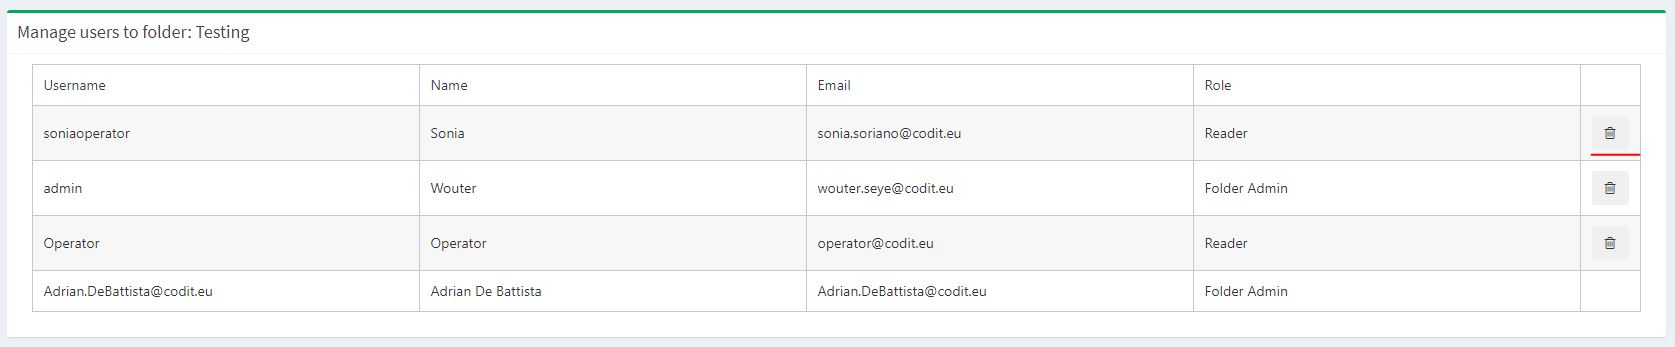 Manage users to folder: Testing
Username Name Email Role
soniaoperator Sonia sonia.soriano@codit.eu Reader
admin Wouter wouter.seye@codit.eu Folder Admin
Operator Operator operator@codit.eu Reader
Adrian.DeBattista@codit.eu Adrian De Battista Adrian.DeBattista@codit.eu Folder Admin